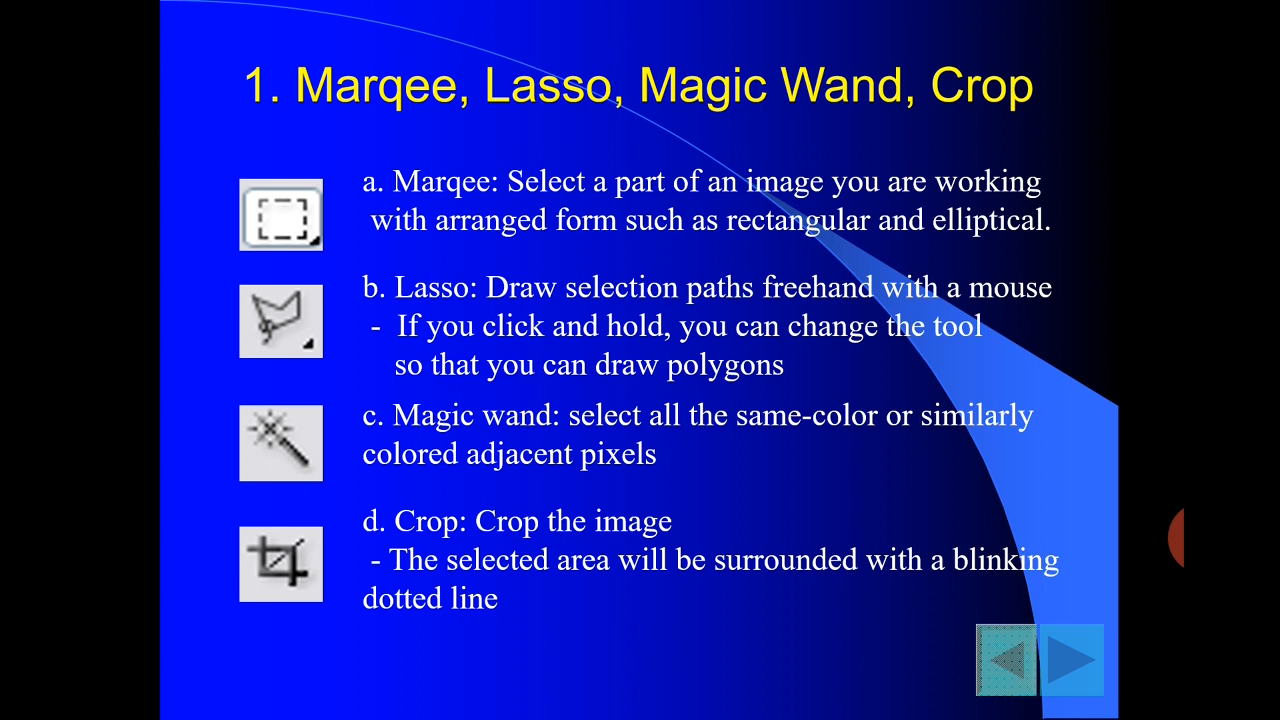 1. Marqee, Lasso, Magic Wand, Crop
a. Marqee: Select a part of an image you are working
with arranged form such as rectangular and elliptical.
b. Lasso: Draw selection paths freehand with a mouse
- If you click and hold, you can change the tool
so that you can draw polygons
c. Magic wand: select all the same-color or similarly
colored adjacent pixels
d. Crop: Crop the image
- The selected area will be surrounded with a blinking
dotted line